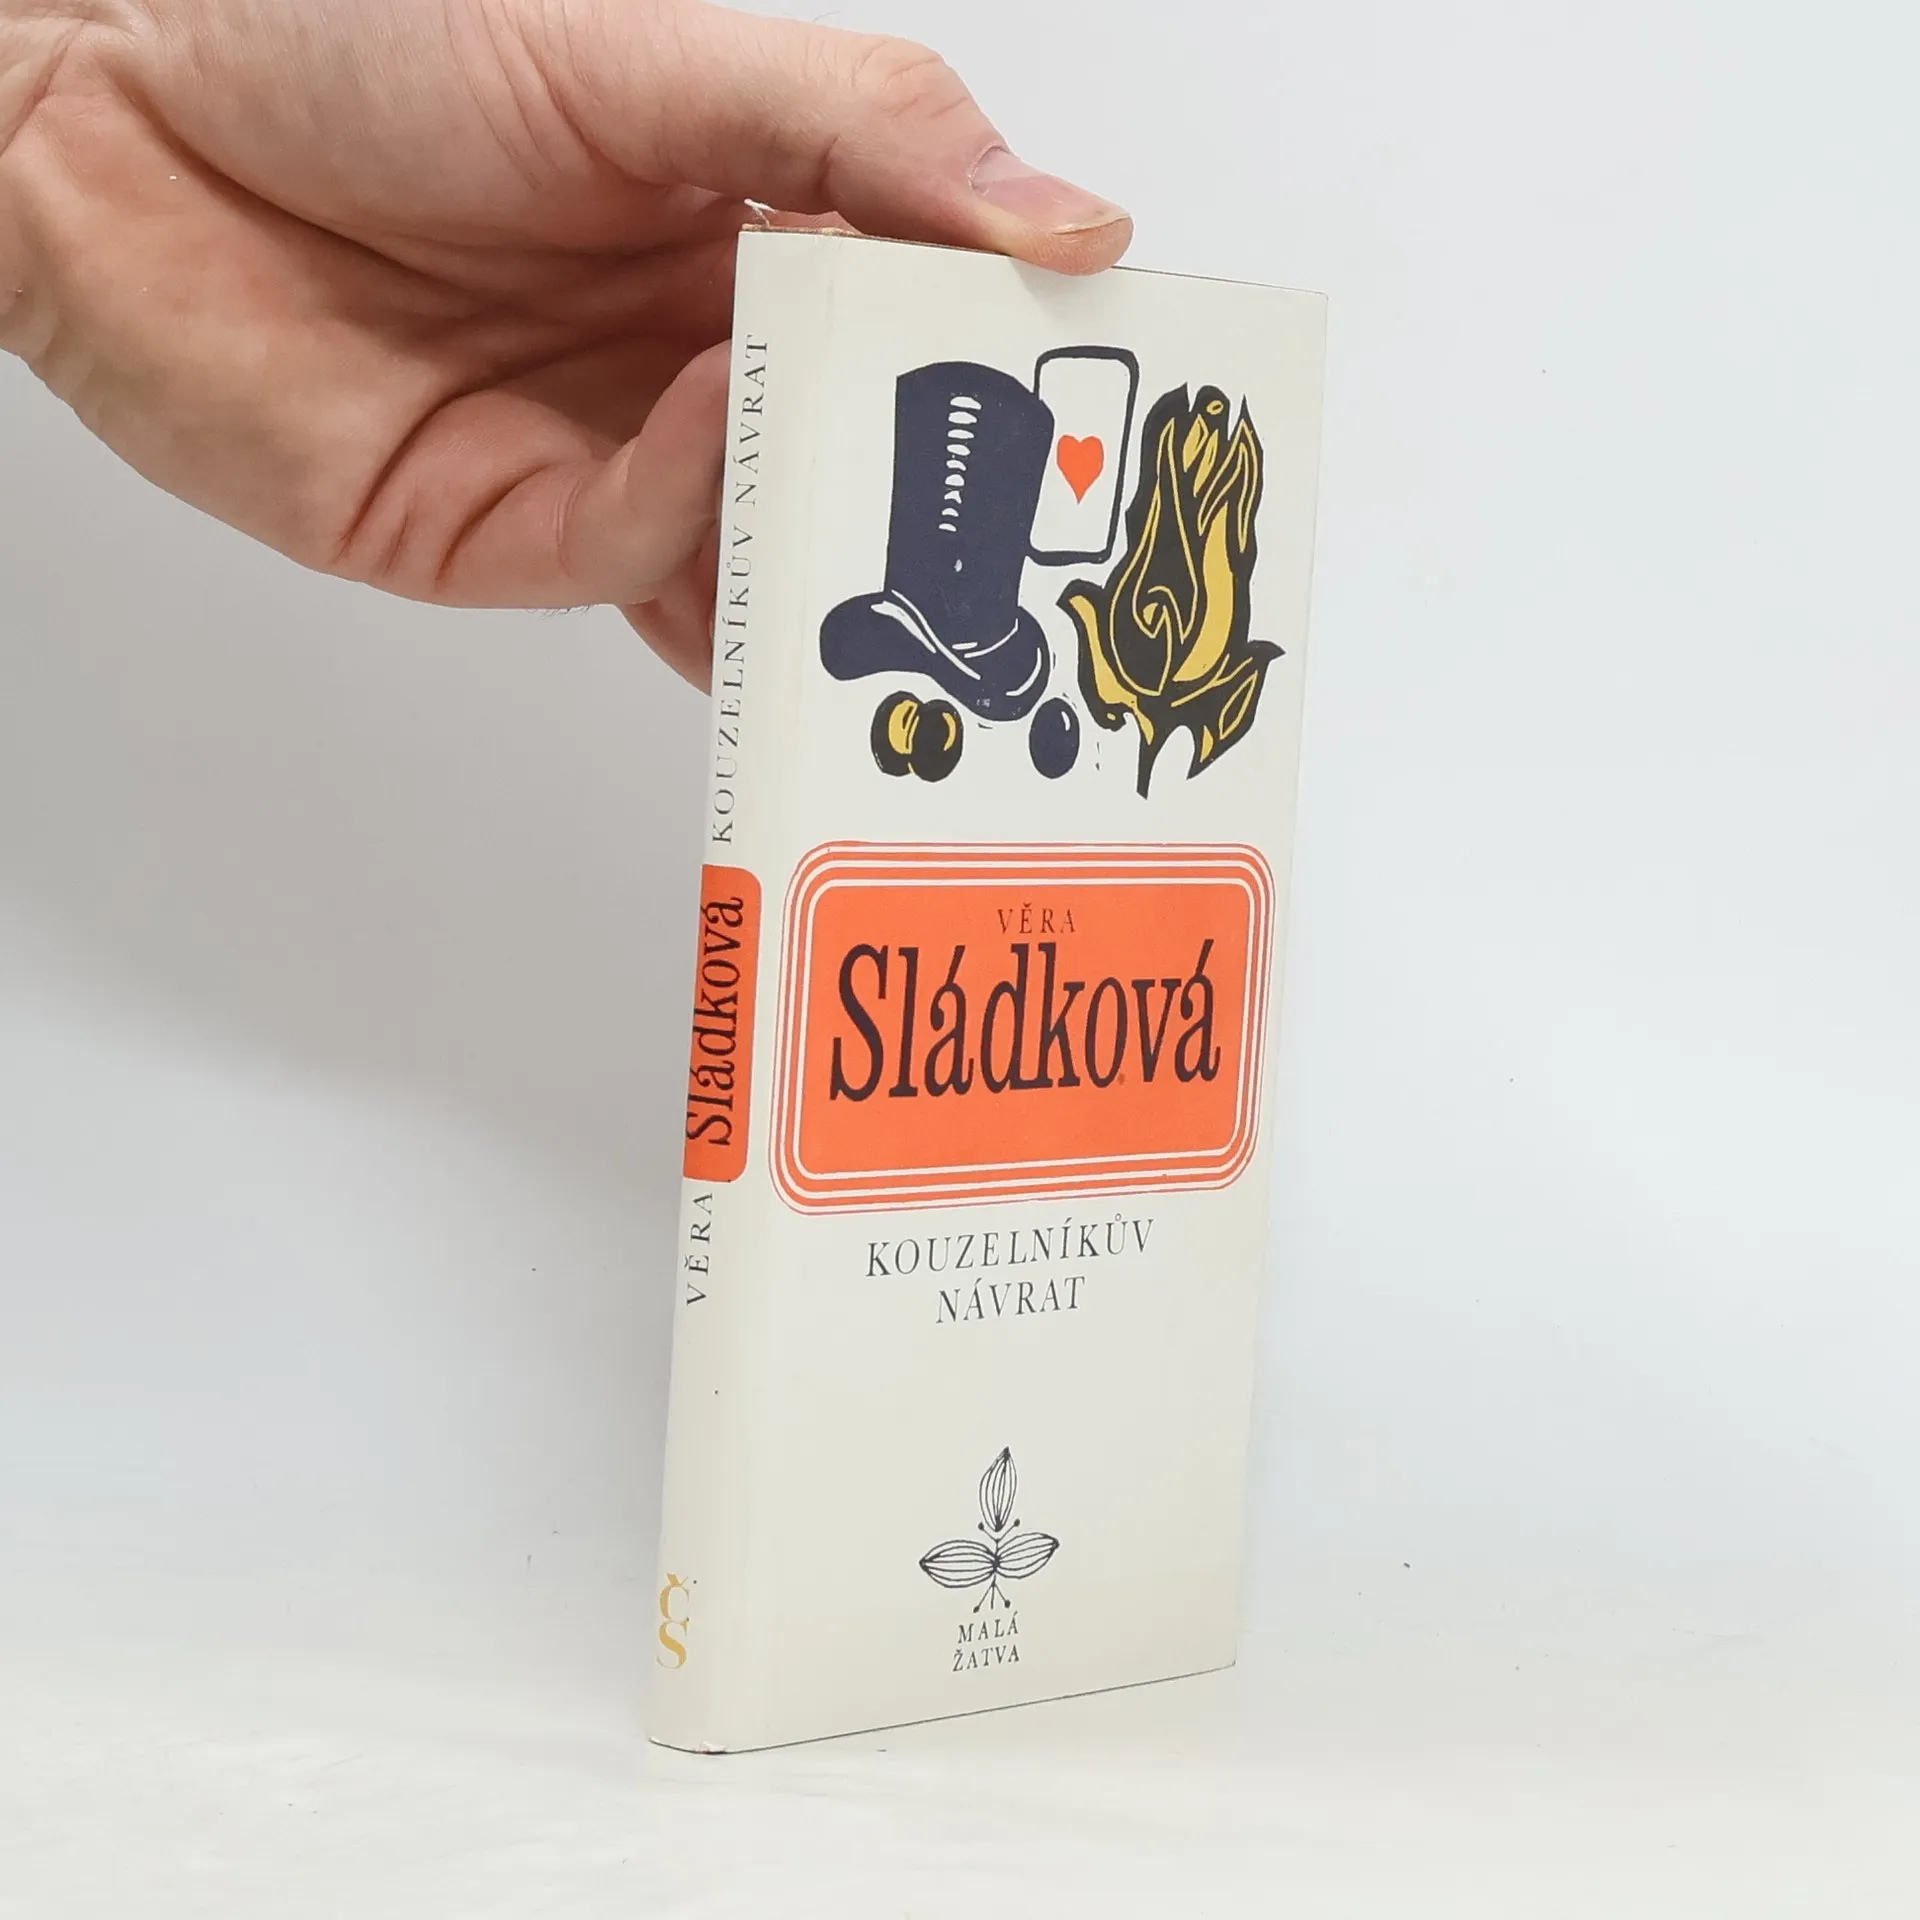 VĚRA Sládková KOUZELNÍKŮV NÁVRAT
ČS
VĚRA
Sládková
KOUZELNÍKŮV
NÁVRAT
MALÁ
ŽATVA